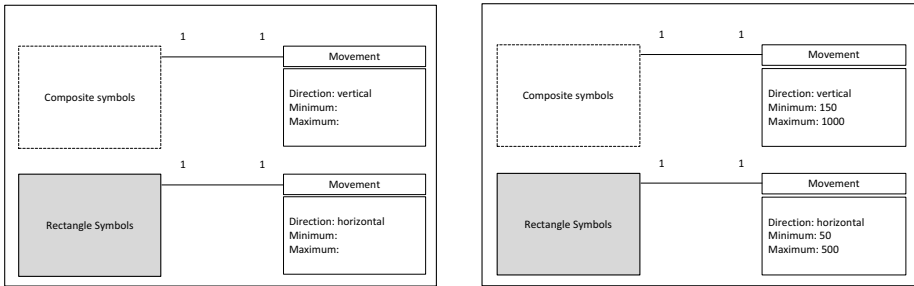 1 1
Movement
Composite symbols
Direction: vertical
Minimum:
Maximum:
1 1
Movement
Rectangle Symbols
Direction: horizontal
Minimum:
Maximum:
1 1
Movement
Composite symbols
Direction: vertical
Minimum: 150
Maximum: 1000
1 1
Movement
Rectangle Symbols
Direction: horizontal
Minimum: 50
Maximum: 500